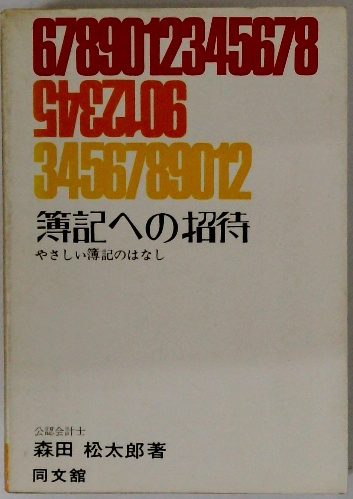 6789012345678
9012345
3456789012
簿記への招待
やさしい簿記のはなし
公認会計士
森田 松太郎著
同文舘